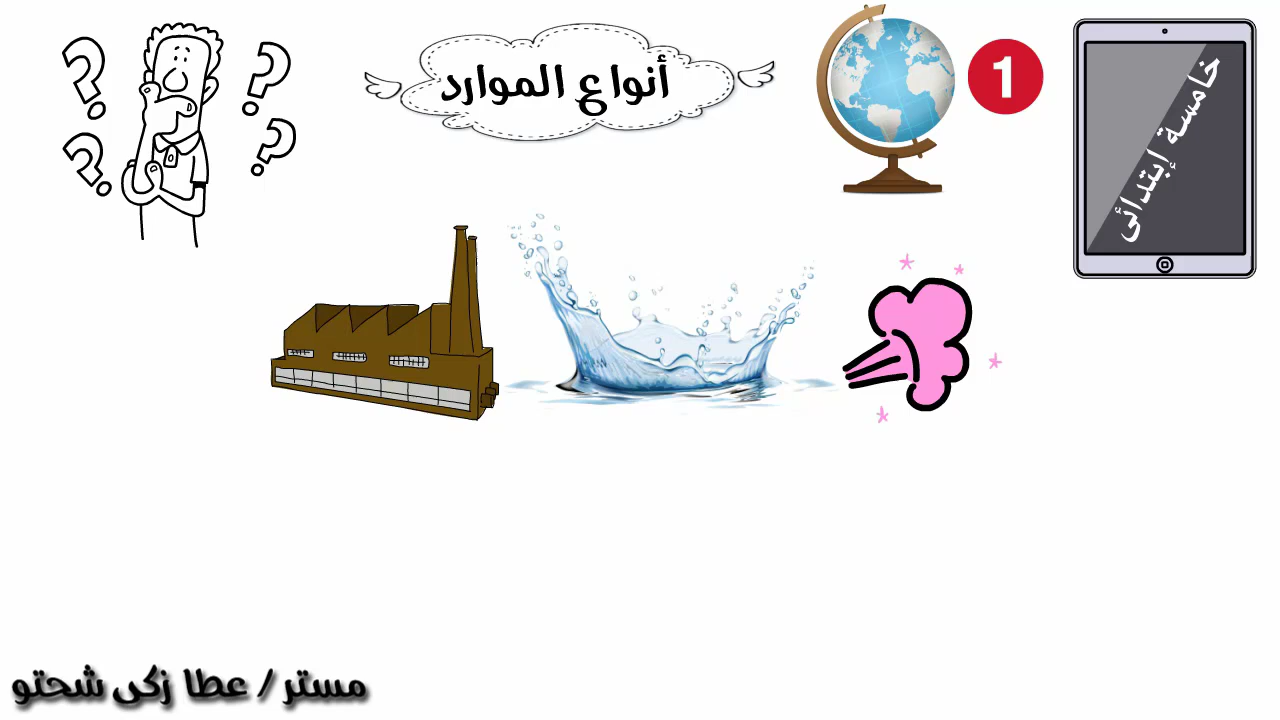 أنواع الموارد
1
خامسة إبتدائى
مستر / عطا زكى شحتو